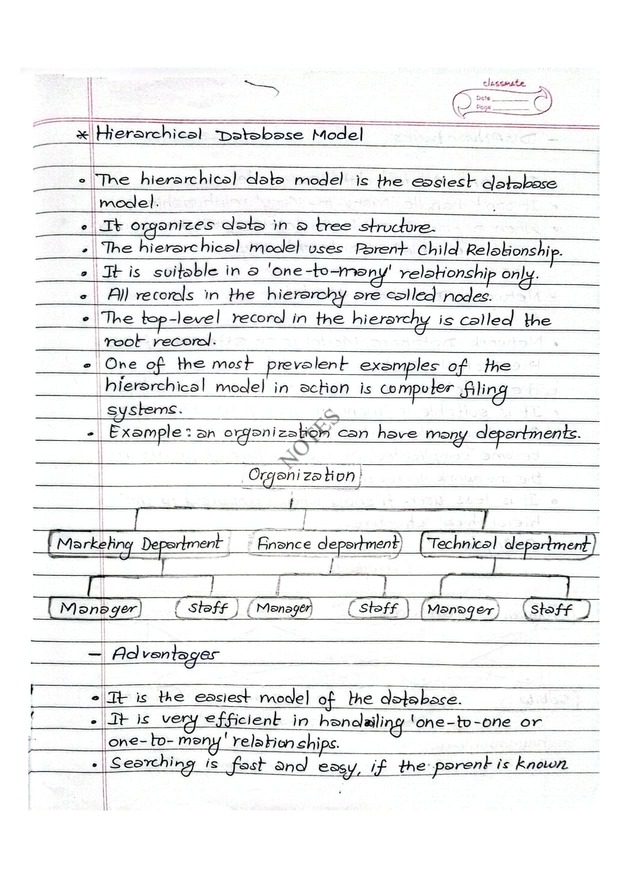 classmate
Date
Page
* Hierarchical Database Model
• The hierarchical data model is the easiest database
model.
• It organizes data in a tree structure.
• The hierarchical model uses Parent Child Relationship.
• It is suitable in a 'one-to-many' relationship only.
• All records in the hierarchy are called nodes.
• The top-level record in the hierarchy is called the
root record.
• One of the most prevalent examples of the
hierarchical model in action is computer filing
systems.
• Example: an organization can have many departments.
NOTES
Organization
Marketing Department Finance department Technical department
Manager Staff Manager Staff Manager Staff
- Advantages
• It is the easiest model of the database.
• It is very efficient in handling 'one-to-one or
one-to-many' relationships.
• Searching is fast and easy, if the parent is known